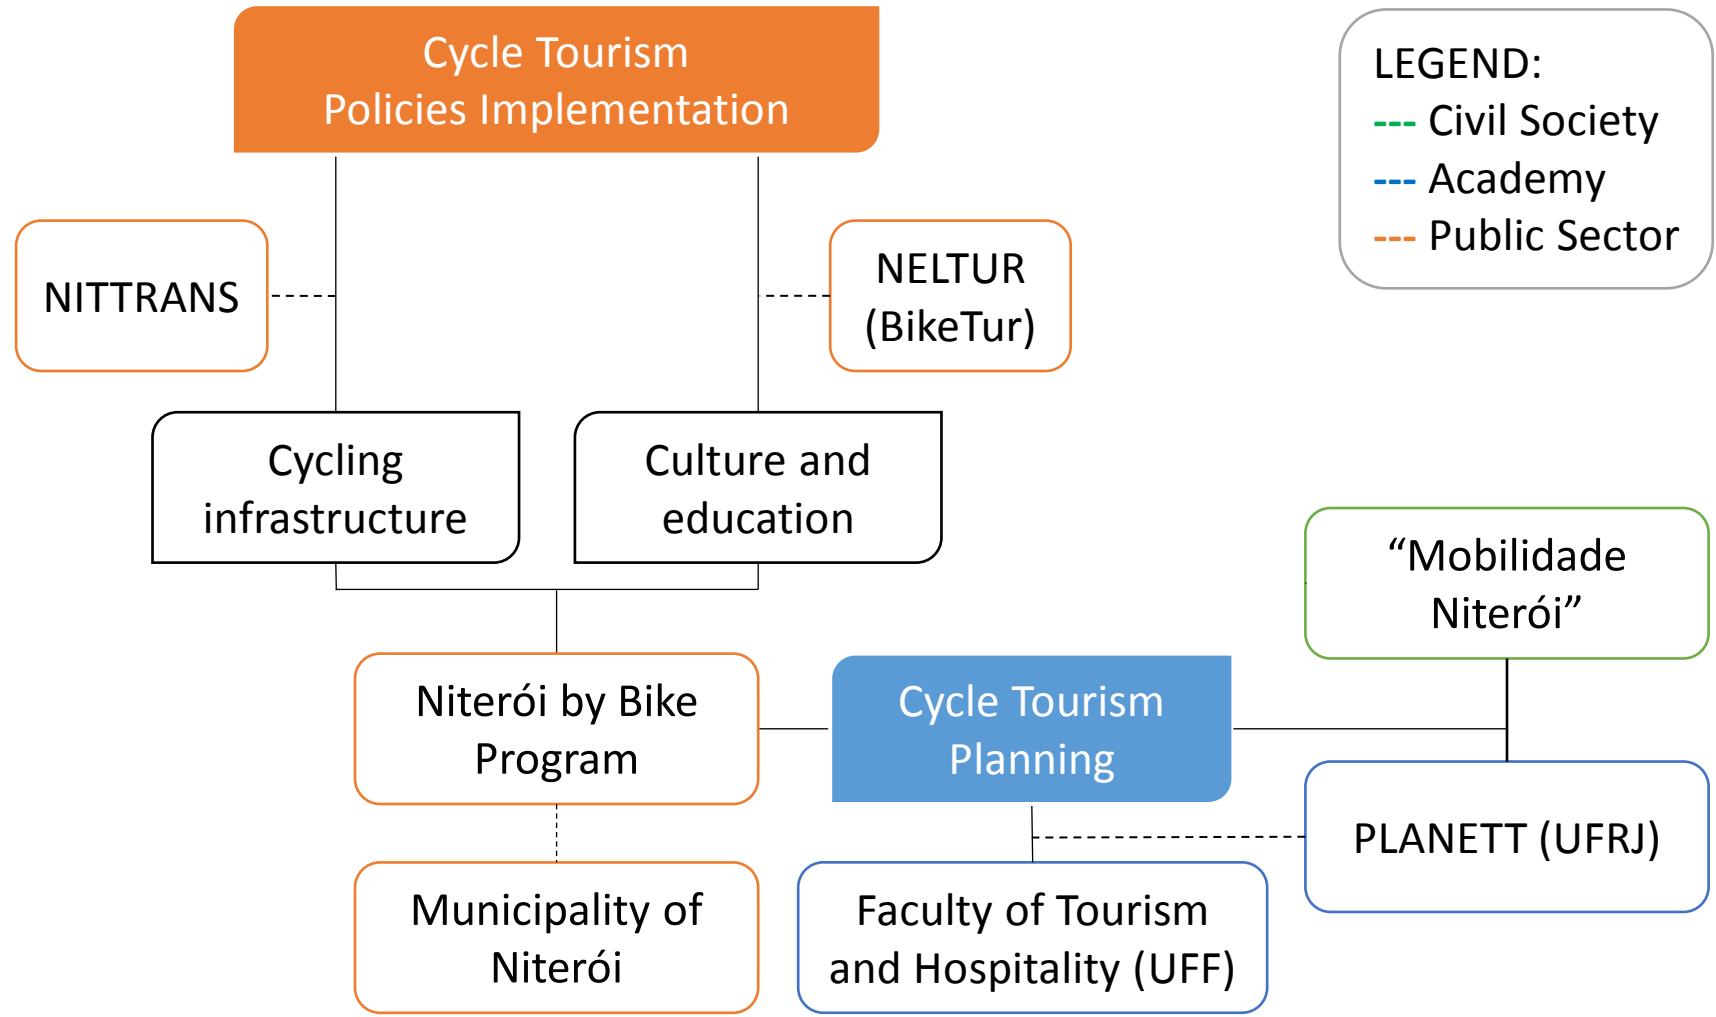 Cycle Tourism
Policies Implementation
LEGEND:
--- Civil Society
--- Academy
--- Public Sector
NITTRANS
NELTUR
(BikeTur)
Cycling
infrastructure
Culture and
education
“Mobilidade
Niterói”
Niterói by Bike
Program
Cycle Tourism
Planning
PLANETT (UFRJ)
Municipality of
Niterói
Faculty of Tourism
and Hospitality (UFF)